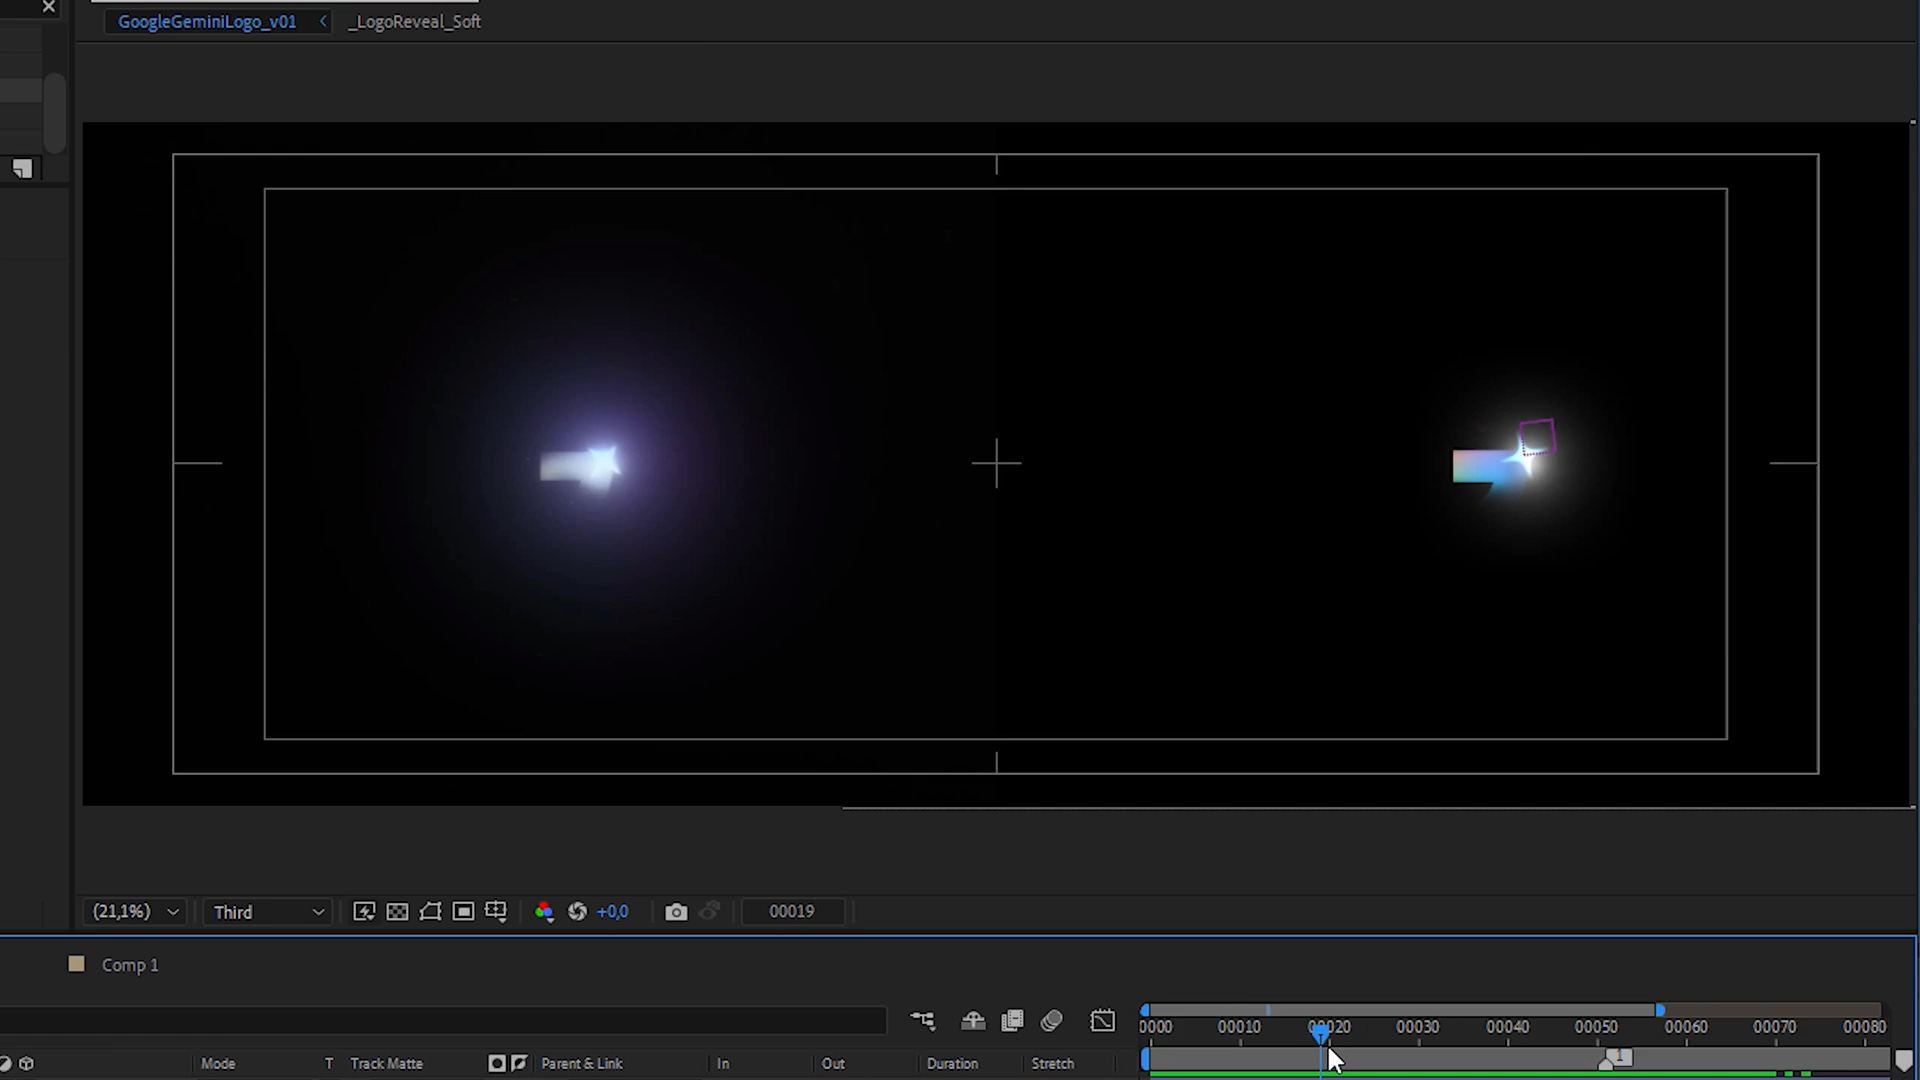 GoogleGeminiLogo_v01 _LogoReveal_Soft
(21,1%) Third +0,0 00019
Comp 1
0000 00010 00020 00030 00040 00050 00060 00070 00080
Mode T Track Matte Parent & Link In Out Duration Stretch 1